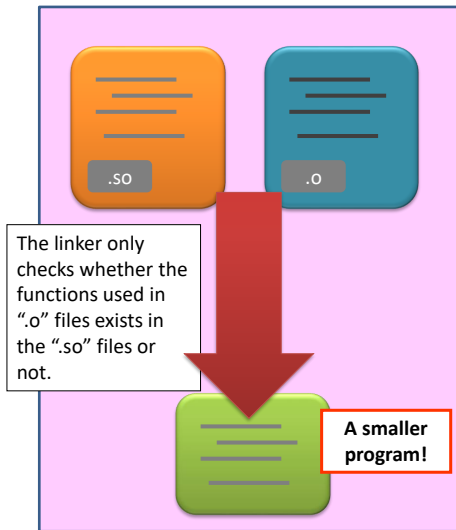 .so
.o
The linker only
checks whether the
functions used in
“.o” files exists in
the “.so” files or
not.
A smaller
program!